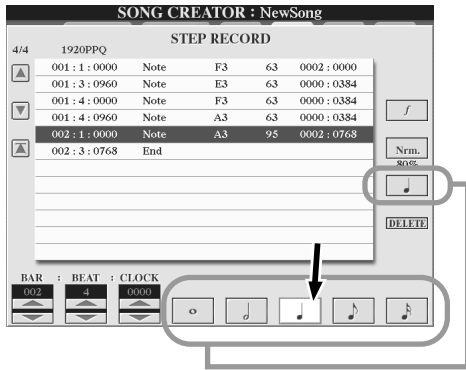 SONG CREATOR : NewSong
STEP RECORD
4/4 1920PPQ
001 : 1 : 0000 Note F3 63 0002 : 0000
001 : 3 : 0960 Note E3 63 0000 : 0384
001 : 4 : 0000 Note F3 63 0000 : 0384
001 : 4 : 0960 Note A3 63 0000 : 0384
002 : 1 : 0000 Note A3 95 0002 : 0768
002 : 3 : 0768 End
f
Nrm.
80%
DELETE
BAR : BEAT : CLOCK
002 4 0000